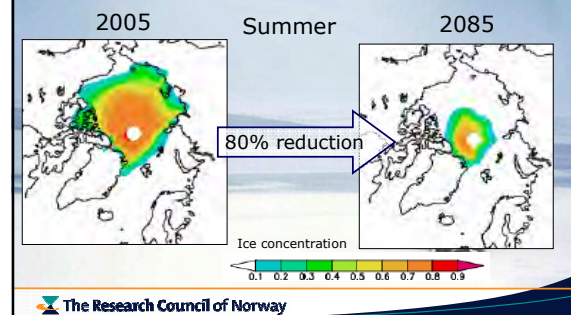 2005 Summer 2085
80% reduction
Ice concentration
0.1 0.2 0.3 0.4 0.5 0.6 0.7 0.8 0.9
The Research Council of Norway